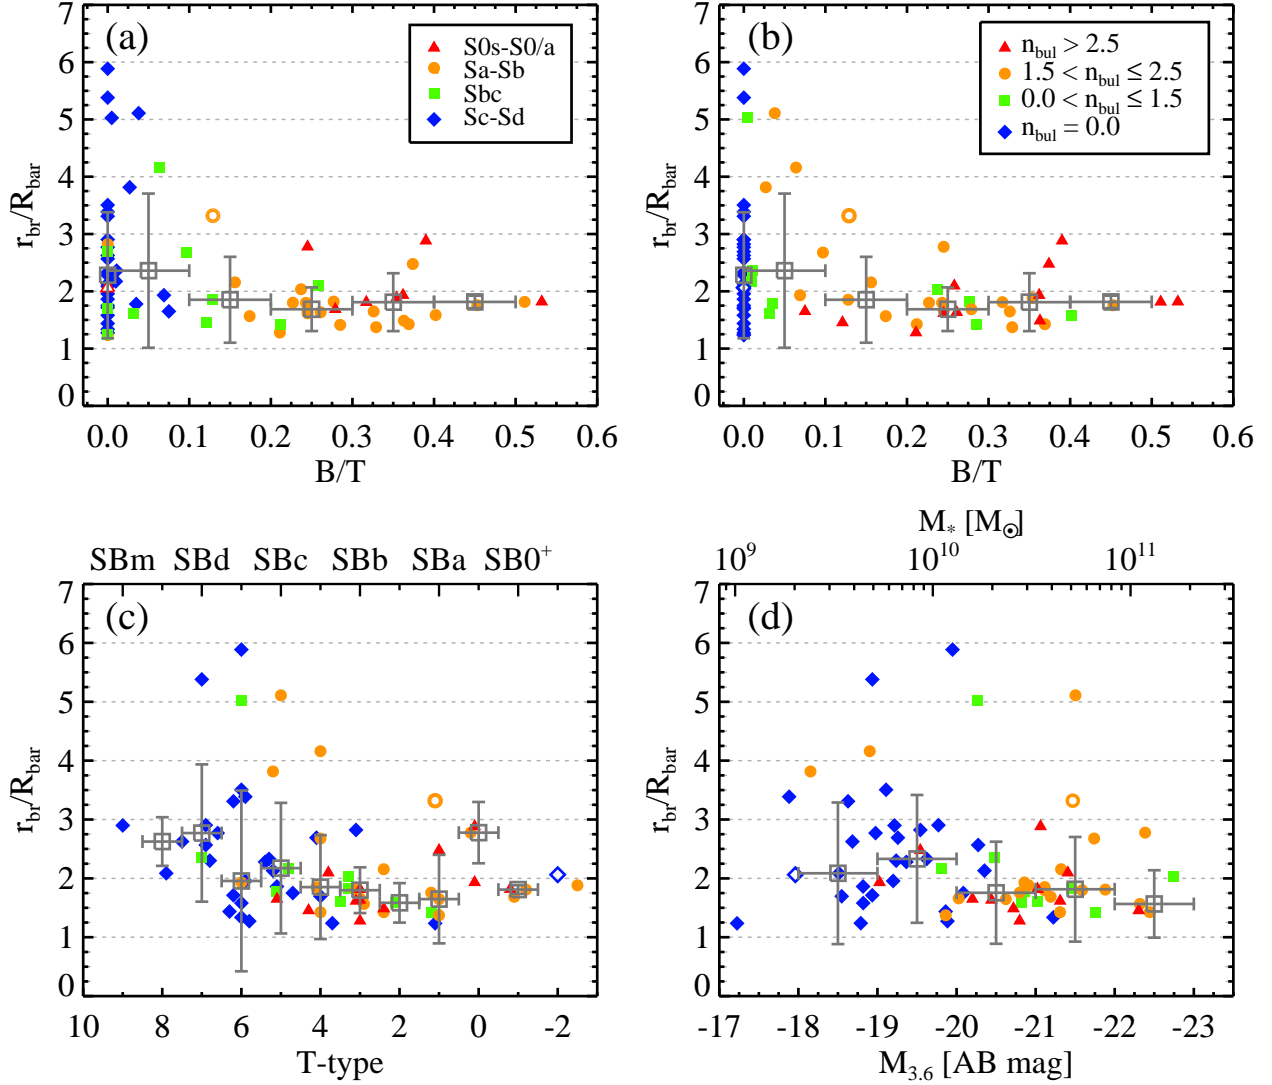 (a)
S0s-S0/a
Sa-Sb
Sbc
Sc-Sd
r_br/R_bar
7
6
5
4
3
2
1
0
0.0 0.1 0.2 0.3 0.4 0.5 0.6
B/T
(b)
n_bul > 2.5
1.5 < n_bul ≤ 2.5
0.0 < n_bul ≤ 1.5
n_bul = 0.0
r_br/R_bar
7
6
5
4
3
2
1
0
0.0 0.1 0.2 0.3 0.4 0.5 0.6
B/T
SBm SBd SBc SBb SBa SB0⁺
(c)
r_br/R_bar
7
6
5
4
3
2
1
0
10 8 6 4 2 0 -2
T-type
M_* [M_⊙]
10⁹ 10¹⁰ 10¹¹
(d)
r_br/R_bar
7
6
5
4
3
2
1
0
-17 -18 -19 -20 -21 -22 -23
M_3.6 [AB mag]